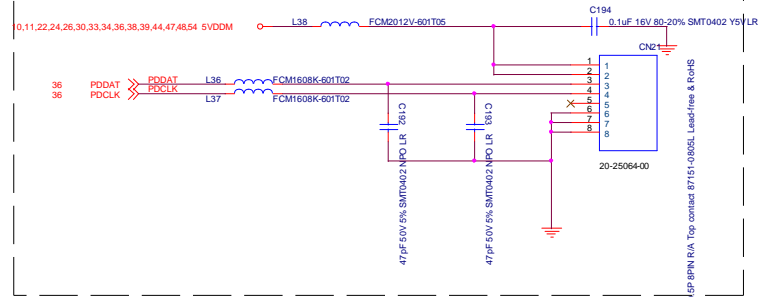 C194
10,11,22,24,26,30,33,34,36,38,39,44,47,48,54 5VDDM
L38
FCM2012V-601T05
0.1uF 16V 80-20% SMT0402 Y5V LR
CN21
36 PDDAT PDDAT L36 FCM1608K-601T02
36 PDCLK PDCLK L37 FCM1608K-601T02
1 1
2 2
3 3
4 4
5 5
6 6
7 7
8 8
C192
47pF 50V 5% SMT0402 NPO LR
C193
47pF 50V 5% SMT0402 NPO LR
20-25064-00
.5P 8PIN R/A Top contact 87151-0805L Lead-free & RoHS